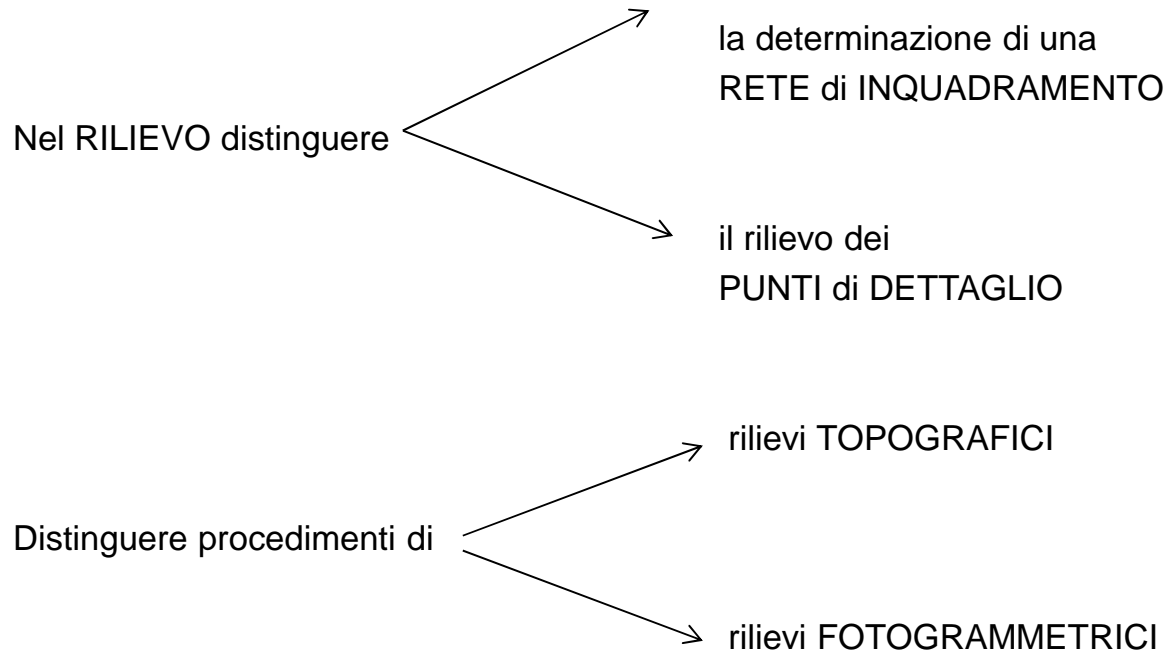 la determinazione di una
RETE di INQUADRAMENTO
Nel RILIEVO distinguere
il rilievo dei
PUNTI di DETTAGLIO
rilievi TOPOGRAFICI
Distinguere procedimenti di
rilievi FOTOGRAMMETRICI